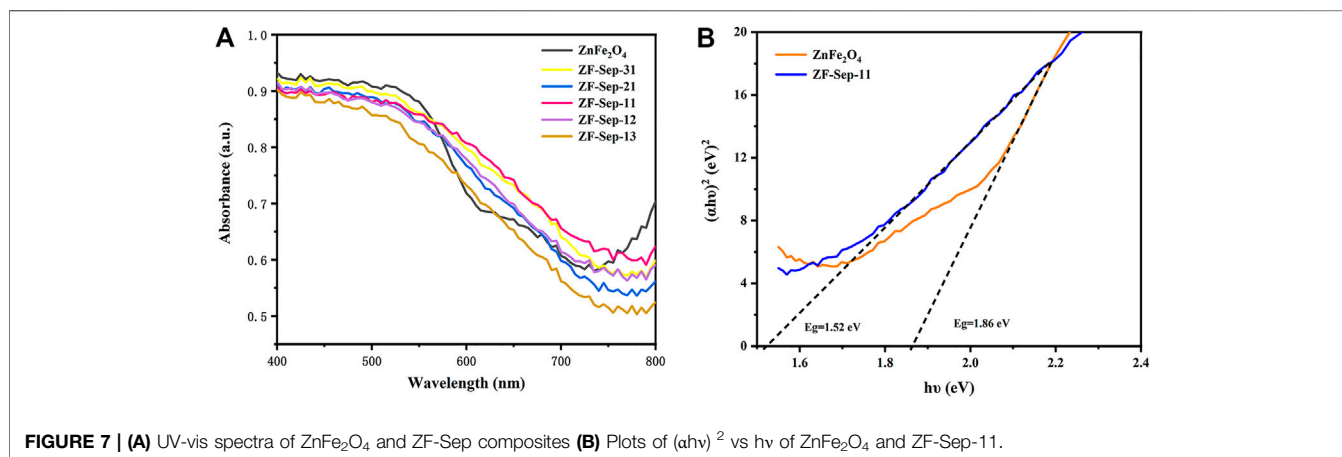 A
1.0
0.9
0.8
0.7
0.6
0.5
Absorbance (a.u.)
ZnFe₂O₄
ZF-Sep-31
ZF-Sep-21
ZF-Sep-11
ZF-Sep-12
ZF-Sep-13
400 500 600 700 800
Wavelength (nm)
B
20
16
12
8
4
0
(αhυ)² (eV)²
ZnFe₂O₄
ZF-Sep-11
Eg=1.52 eV
Eg=1.86 eV
1.6 1.8 2.0 2.2 2.4
hυ (eV)
FIGURE 7 | (A) UV-vis spectra of ZnFe₂O₄ and ZF-Sep composites (B) Plots of (αhν) ² vs hν of ZnFe₂O₄ and ZF-Sep-11.